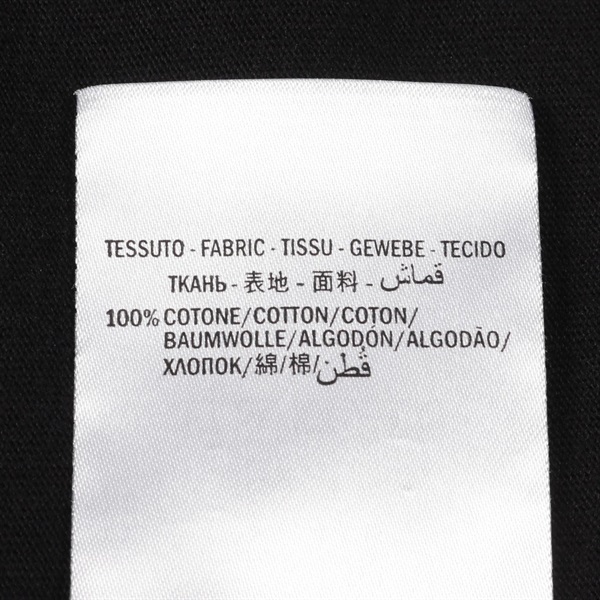 TESSUTO - FABRIC - TISSU - GEWEBE - TECIDO
ТКАНЬ - 表地 - 面料 - قماش
100% COTONE/COTTON/COTON/
BAUMWOLLE/ALGODÓN/ALGODÃO/
ХЛОПОК/綿/棉/قُطن